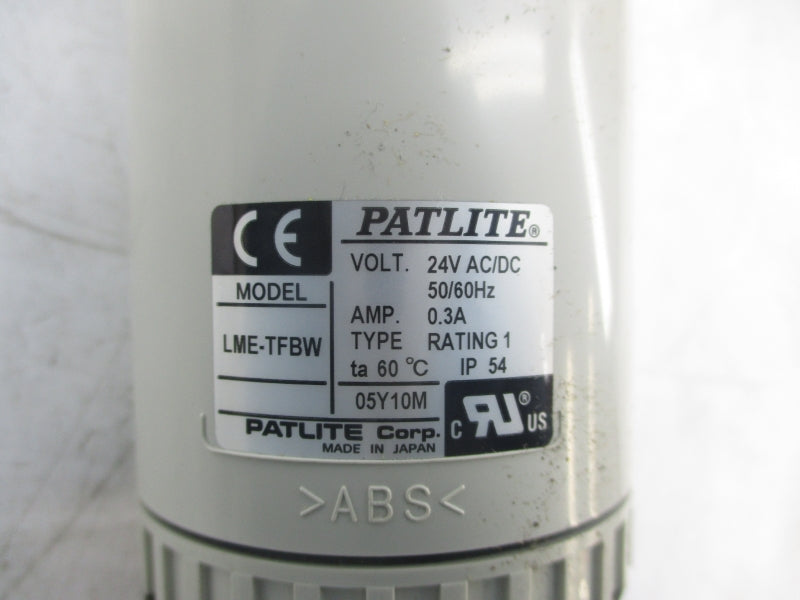 CE
PATLITE®
VOLT. 24V AC/DC
50/60Hz
MODEL
AMP. 0.3A
LME-TFBW
TYPE RATING 1
ta 60 °C IP 54
05Y10M
C RU® US
PATLITE Corp.
MADE IN JAPAN
>ABS<